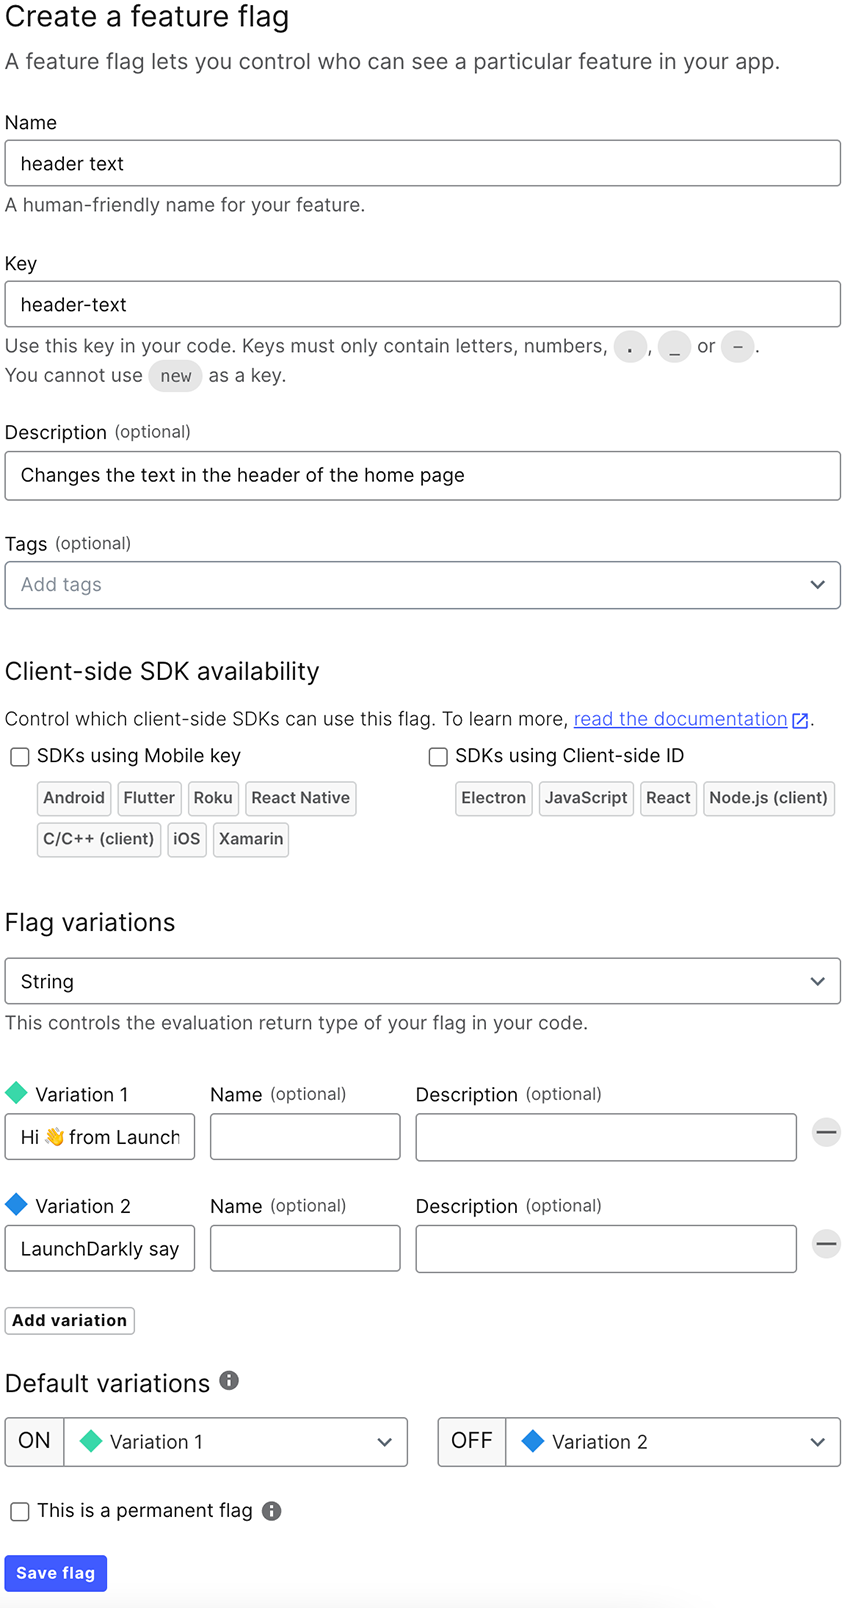 Create a feature flag
A feature flag lets you control who can see a particular feature in your app.
Name
header text
A human-friendly name for your feature.
Key
header-text
Use this key in your code. Keys must only contain letters, numbers, . , _ or - .
You cannot use new as a key.
Description (optional)
Changes the text in the header of the home page
Tags (optional)
Add tags
Client-side SDK availability
Control which client-side SDKs can use this flag. To learn more, read the documentation.
SDKs using Mobile key
Android Flutter Roku React Native
C/C++ (client) iOS Xamarin
SDKs using Client-side ID
Electron JavaScript React Node.js (client)
Flag variations
String
This controls the evaluation return type of your flag in your code.
Variation 1 Name (optional) Description (optional)
Hi 👋 from Launch
Variation 2 Name (optional) Description (optional)
LaunchDarkly say
Add variation
Default variations
ON Variation 1 OFF Variation 2
This is a permanent flag
Save flag